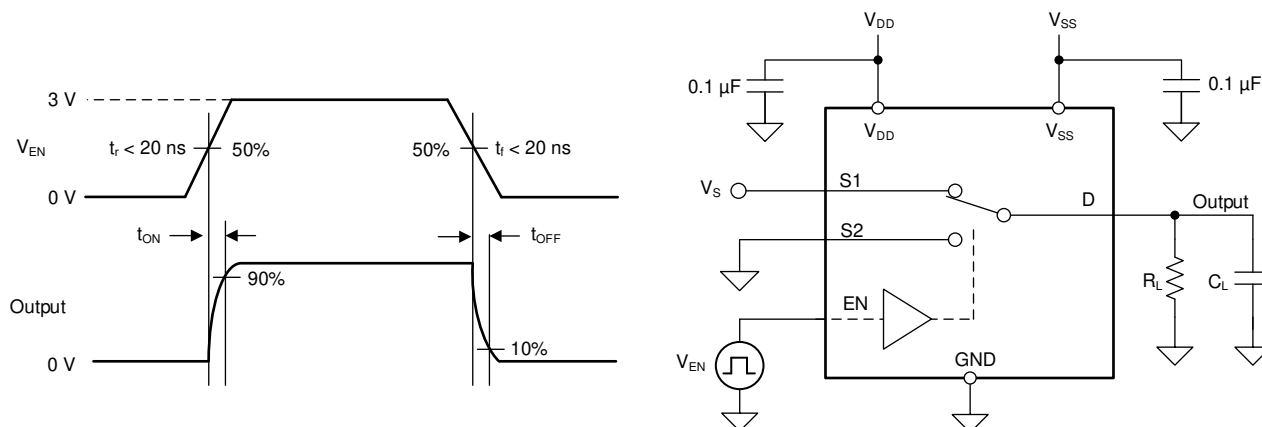 3 V
V_EN
t_r < 20 ns
50%
50%
t_f < 20 ns
0 V
t_ON
t_OFF
90%
Output
10%
0 V
V_DD
V_SS
0.1 µF
0.1 µF
V_DD
V_SS
V_S
S1
D
Output
S2
R_L
C_L
EN
V_EN
GND